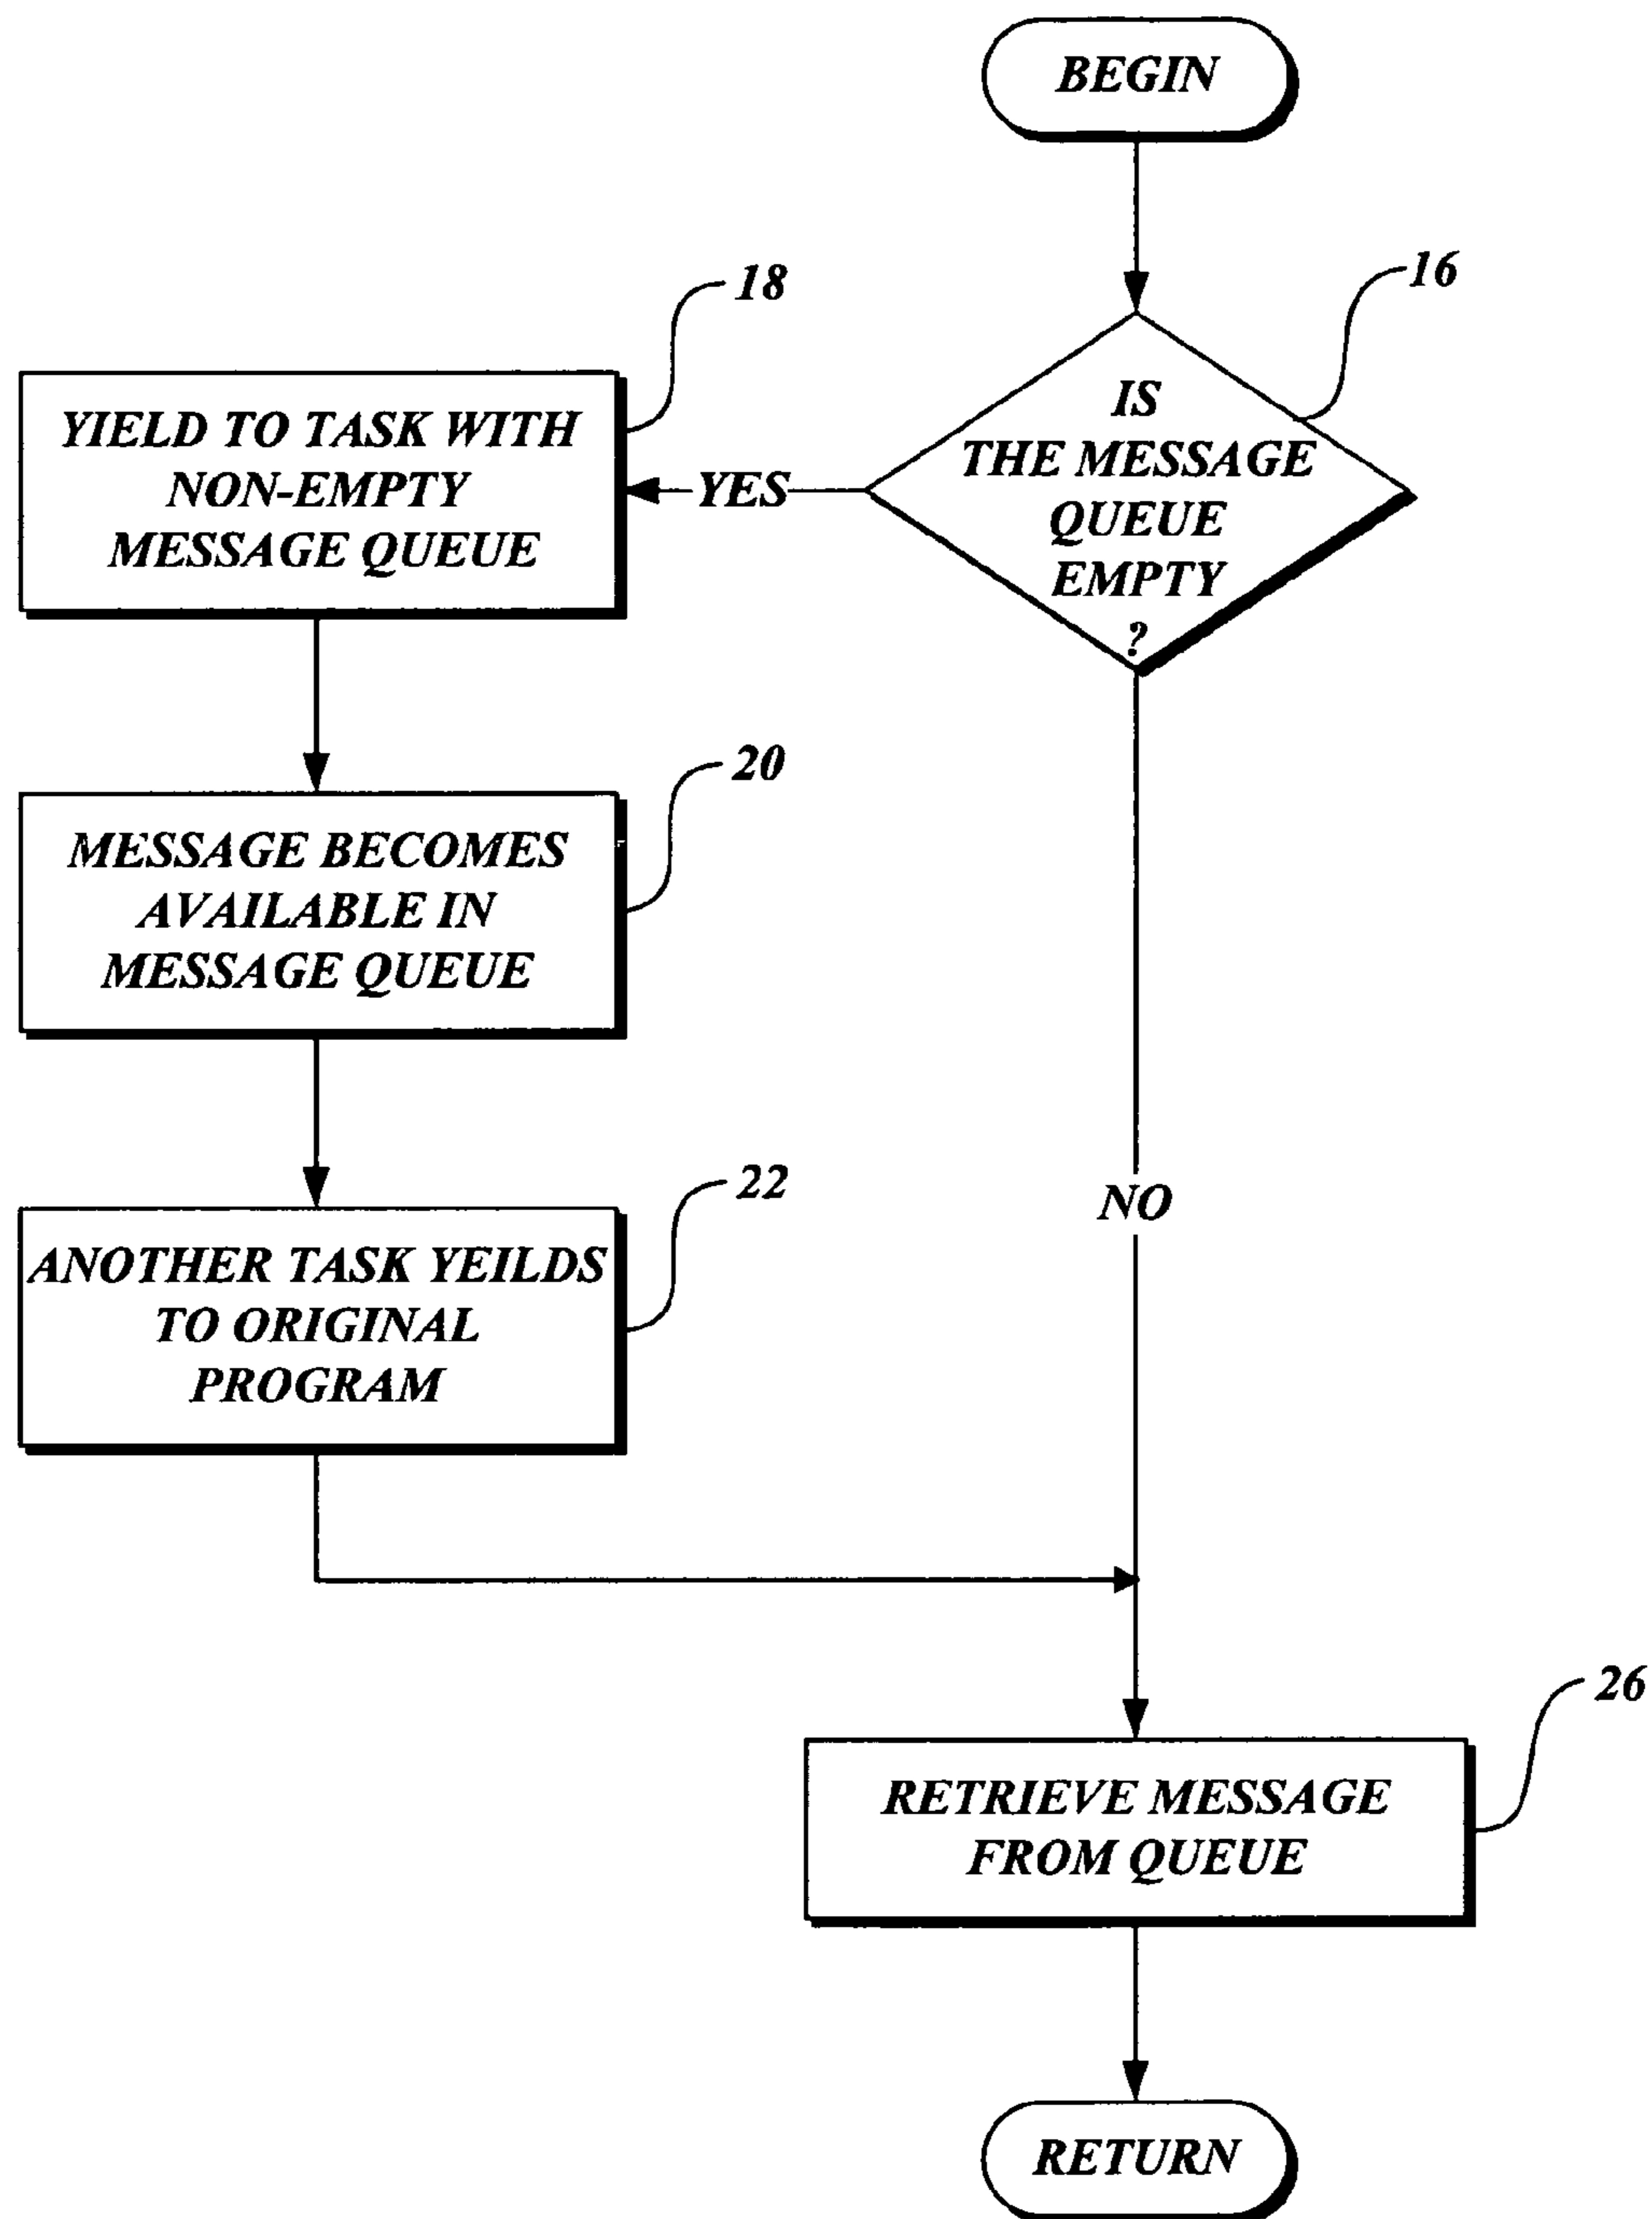 BEGIN
16
IS
THE MESSAGE
QUEUE
EMPTY
?
YES
18
YIELD TO TASK WITH
NON-EMPTY
MESSAGE QUEUE
20
MESSAGE BECOMES
AVAILABLE IN
MESSAGE QUEUE
22
ANOTHER TASK YEILDS
TO ORIGINAL
PROGRAM
NO
26
RETRIEVE MESSAGE
FROM QUEUE
RETURN